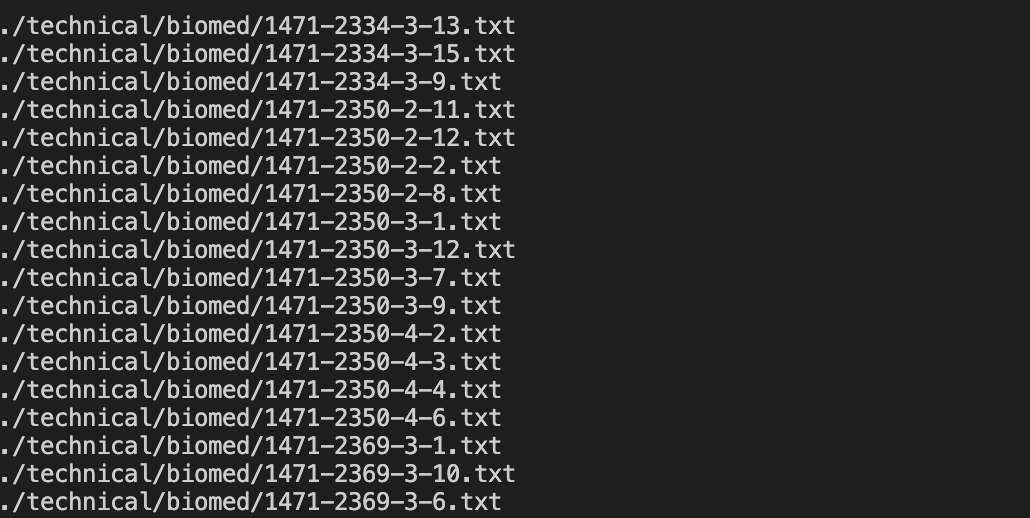 ./technical/biomed/1471-2334-3-13.txt
./technical/biomed/1471-2334-3-15.txt
./technical/biomed/1471-2334-3-9.txt
./technical/biomed/1471-2350-2-11.txt
./technical/biomed/1471-2350-2-12.txt
./technical/biomed/1471-2350-2-2.txt
./technical/biomed/1471-2350-2-8.txt
./technical/biomed/1471-2350-3-1.txt
./technical/biomed/1471-2350-3-12.txt
./technical/biomed/1471-2350-3-7.txt
./technical/biomed/1471-2350-3-9.txt
./technical/biomed/1471-2350-4-2.txt
./technical/biomed/1471-2350-4-3.txt
./technical/biomed/1471-2350-4-4.txt
./technical/biomed/1471-2350-4-6.txt
./technical/biomed/1471-2369-3-1.txt
./technical/biomed/1471-2369-3-10.txt
./technical/biomed/1471-2369-3-6.txt